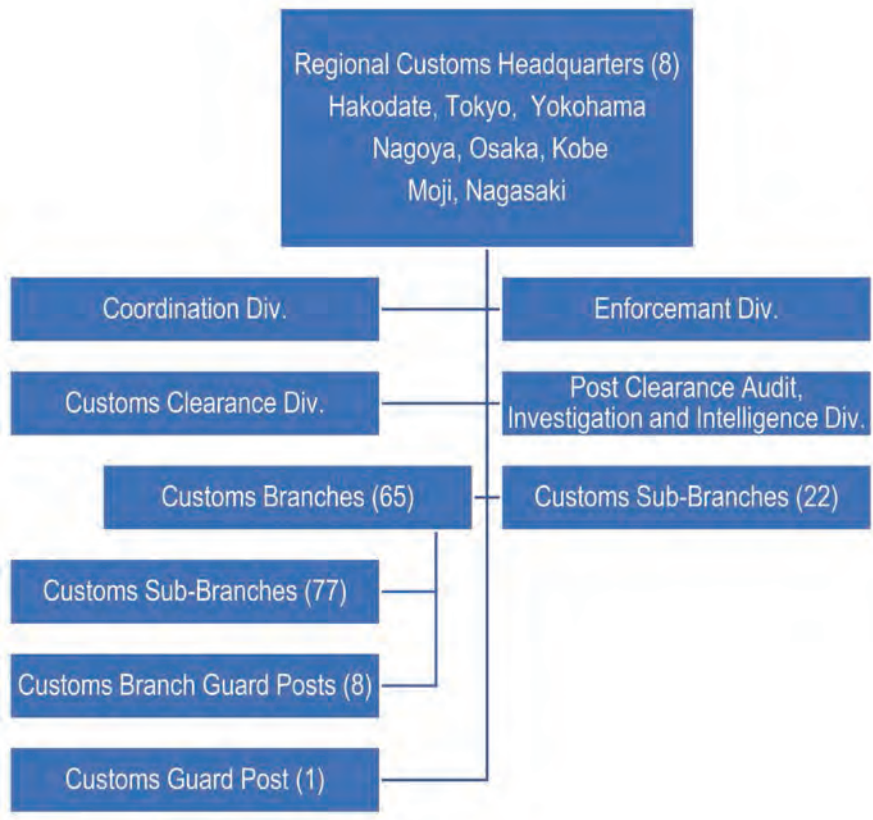 Regional Customs Headquarters (8)
Hakodate, Tokyo, Yokohama
Nagoya, Osaka, Kobe
Moji, Nagasaki
Coordination Div.
Enforcemant Div.
Customs Clearance Div.
Post Clearance Audit,
Investigation and Intelligence Div.
Customs Branches (65)
Customs Sub-Branches (22)
Customs Sub-Branches (77)
Customs Branch Guard Posts (8)
Customs Guard Post (1)